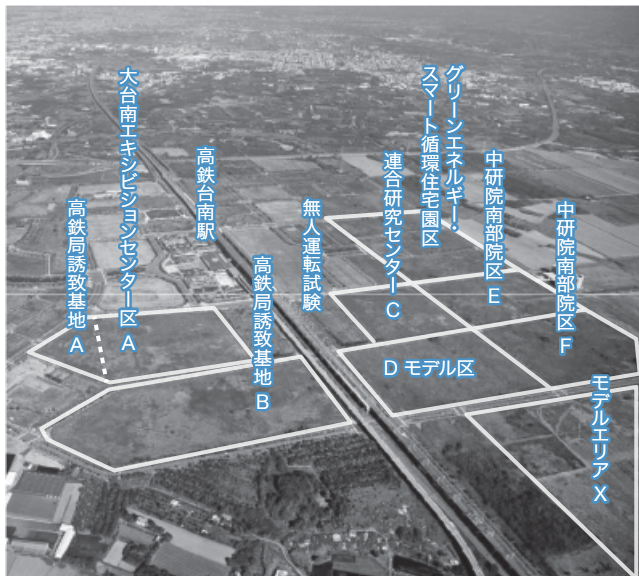 高鉄局誘致基地 A
大台南エキシビションセンター区 A
高鉄台南駅
高鉄局誘致基地 B
無人運転試験
連合研究センター C
グリーンエネルギー・
スマート循環住宅園区
中研院南部院区 E
中研院南部院区 F
D モデル区
モデルエリア X